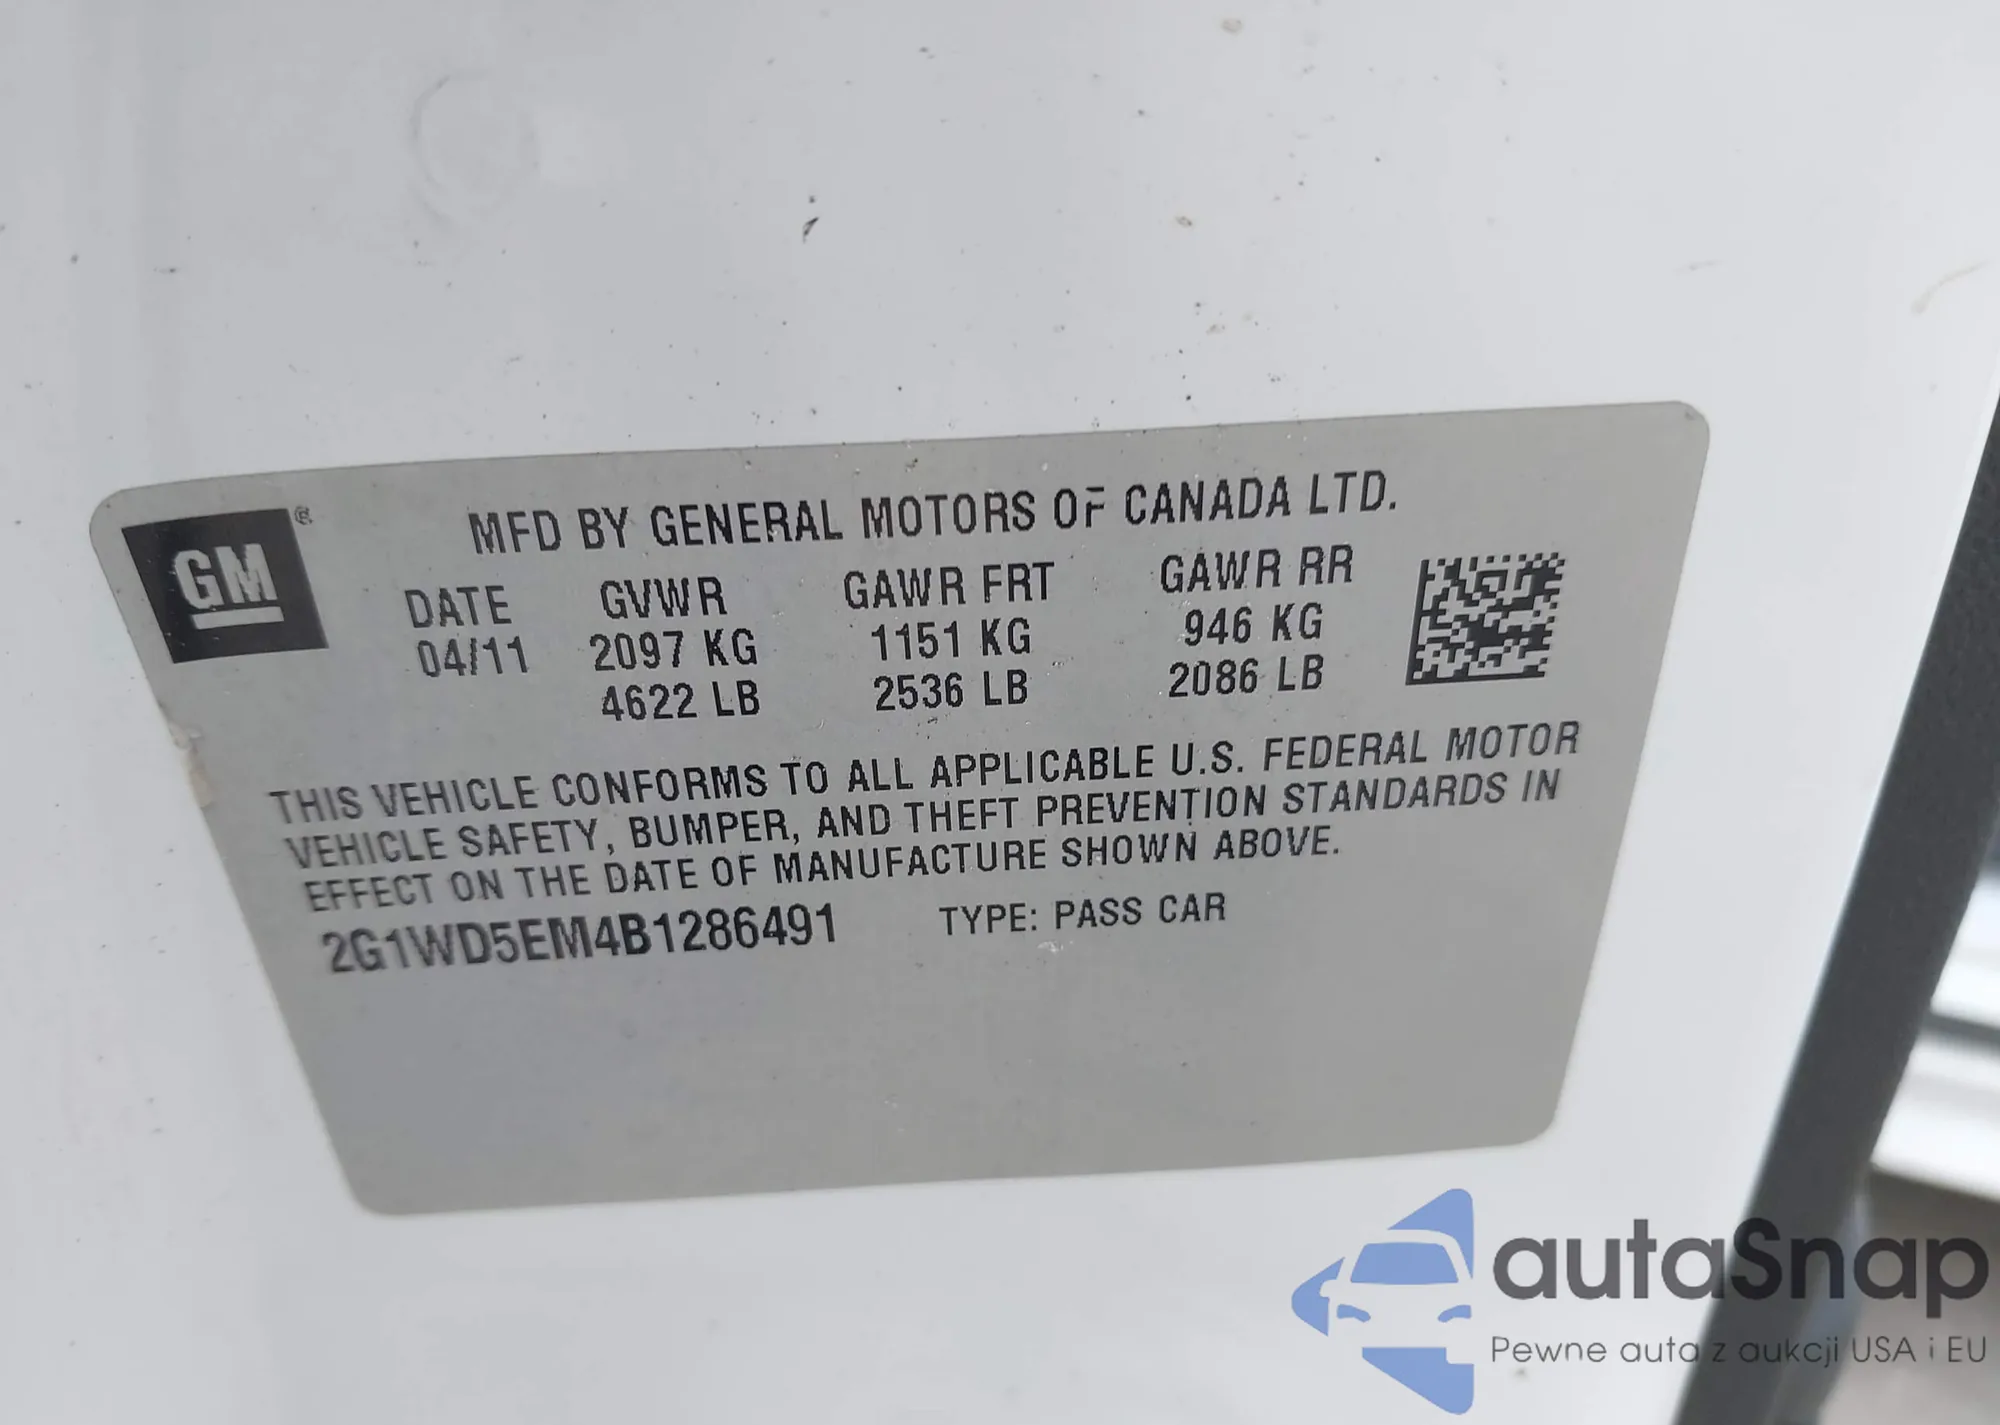 GM ®
MFD BY GENERAL MOTORS OF CANADA LTD.
DATE GVWR GAWR FRT GAWR RR
04/11 2097 KG 1151 KG 946 KG
4622 LB 2536 LB 2086 LB
THIS VEHICLE CONFORMS TO ALL APPLICABLE U.S. FEDERAL MOTOR
VEHICLE SAFETY, BUMPER, AND THEFT PREVENTION STANDARDS IN
EFFECT ON THE DATE OF MANUFACTURE SHOWN ABOVE.
2G1WD5EM4B1286491 TYPE: PASS CAR
autaSnap
Pewne auta z aukcji USA i EU